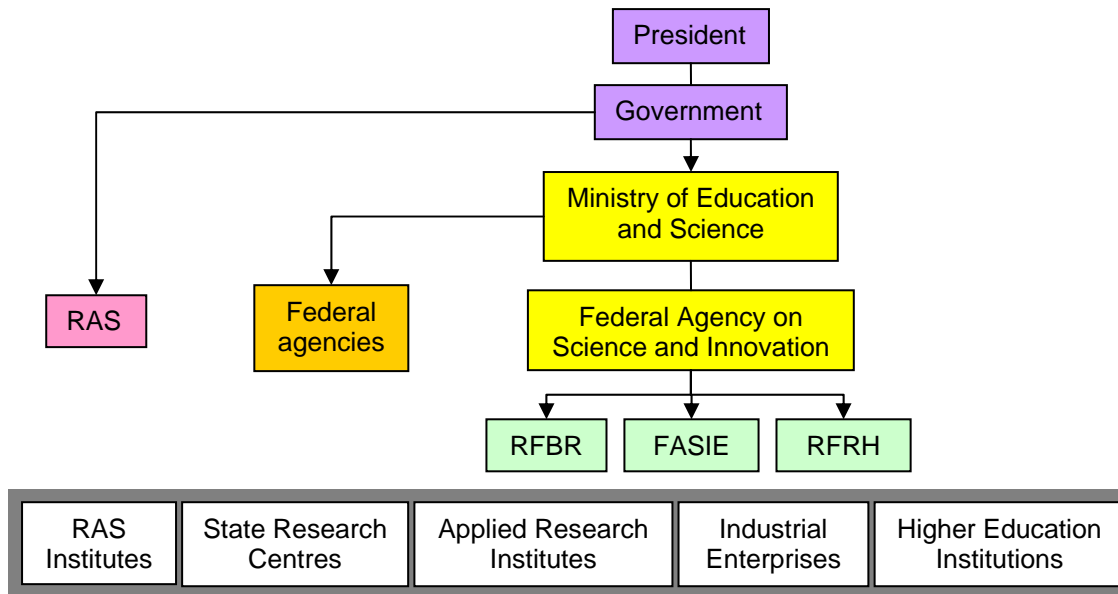 President
Government
Ministry of Education
and Science
RAS
Federal
agencies
Federal Agency on
Science and Innovation
RFBR
FASIE
RFRH
RAS
Institutes
State Research
Centres
Applied Research
Institutes
Industrial
Enterprises
Higher Education
Institutions